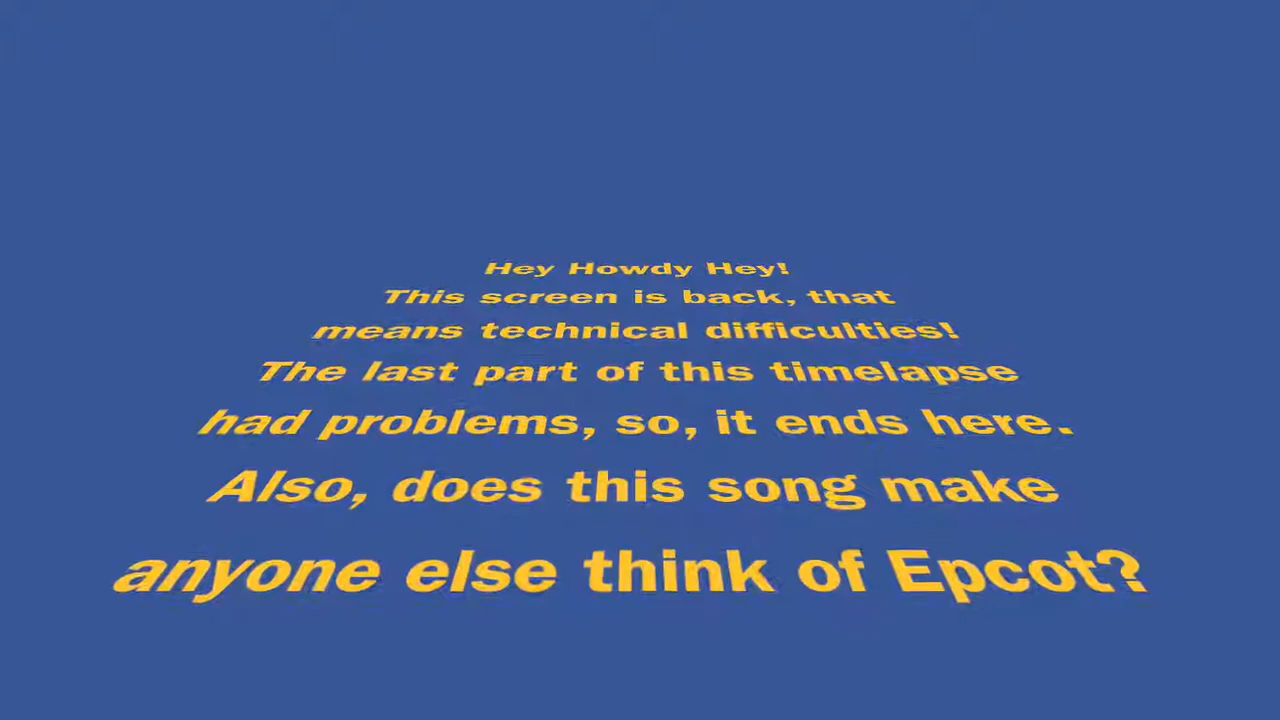 Hey Howdy Hey!
This screen is back, that
means technical difficulties!
The last part of this timelapse
had problems, so, it ends here.
Also, does this song make
anyone else think of Epcot?